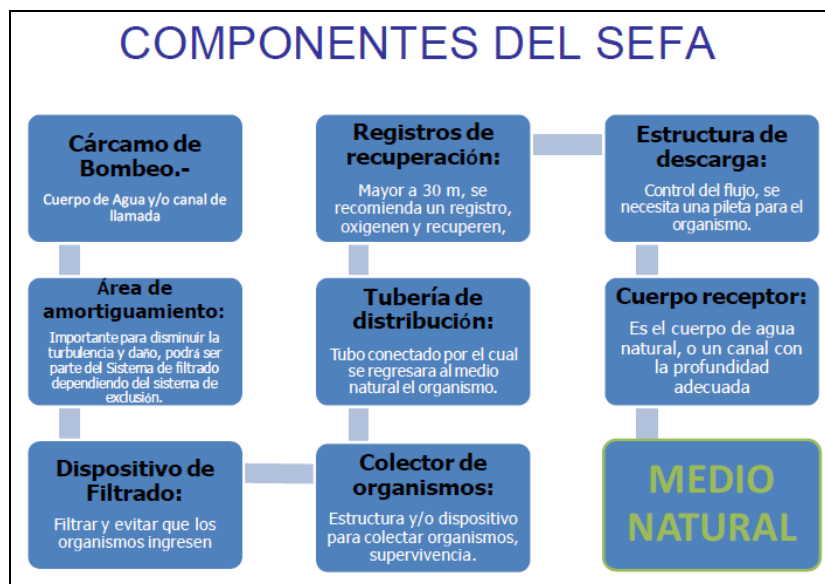 COMPONENTES DEL SEFA
Cárcamo de
Bombeo.-
Cuerpo de Agua y/o canal de
llamada
Área de
amortiguamiento:
Importante para disminuir la
turbulencia y daño, podrá ser
parte del Sistema de filtrado
dependiendo del sistema de
exclusión.
Dispositivo de
Filtrado:
Filtrar y evitar que los
organismos ingresen
Colector de
organismos:
Estructura y/o dispositivo
para colectar organismos,
supervivencia.
Tubería de
distribución:
Tubo conectado por el cual
se regresara al medio
natural el organismo.
Registros de
recuperación:
Mayor a 30 m, se
recomienda un registro,
oxigenen y recuperen,
Estructura de
descarga:
Control del flujo, se
necesita una pileta para el
organismo.
Cuerpo receptor:
Es el cuerpo de agua
natural, o un canal con
la profundidad
adecuada
MEDIO
NATURAL